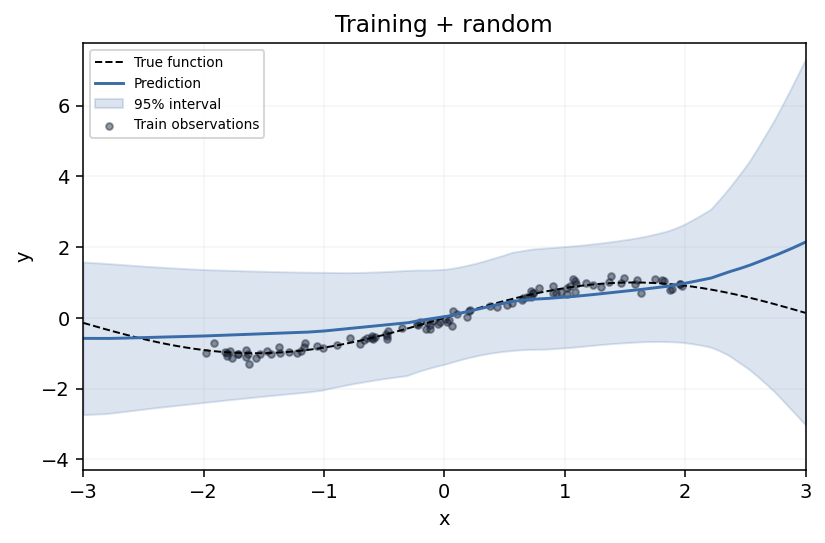 Training + random
True function
Prediction
95% interval
Train observations
6
4
2
0
−2
−4
y
−3
−2
−1
0
1
2
3
x